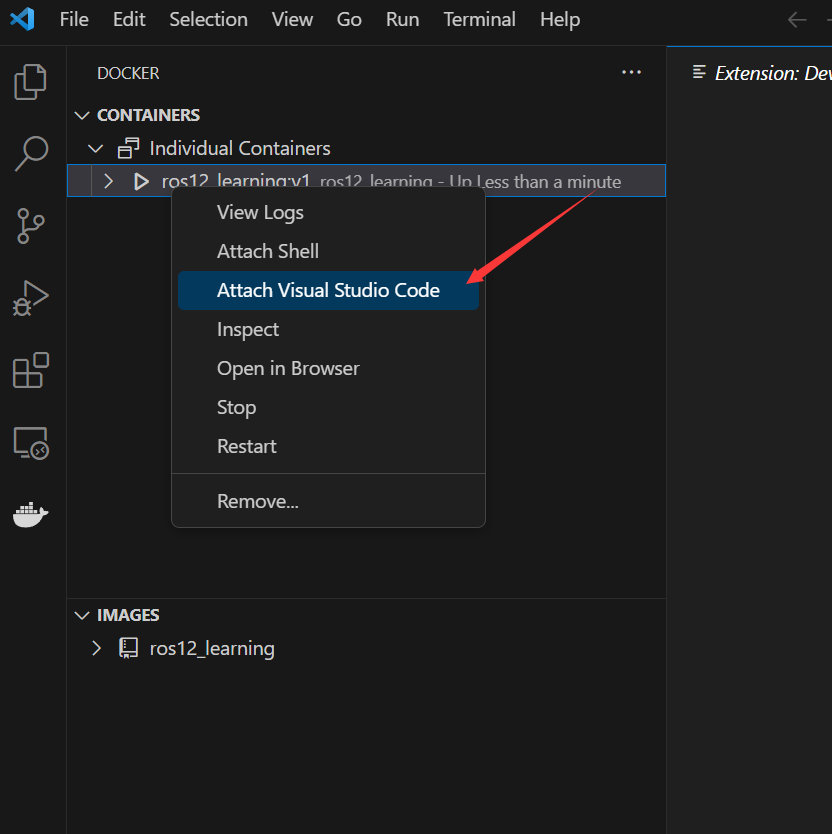 File Edit Selection View Go Run Terminal Help
DOCKER
Extension: Dev
CONTAINERS
Individual Containers
ros12_learning:v1 ros12_learning - Up Less than a minute
View Logs
Attach Shell
Attach Visual Studio Code
Inspect
Open in Browser
Stop
Restart
Remove...
IMAGES
ros12_learning